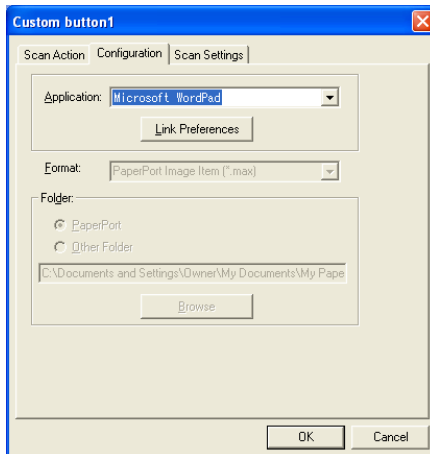 Custom button1
Scan Action Configuration Scan Settings
Application: Microsoft WordPad
Link Preferences
Format: PaperPort Image Item (*.max)
Folder:
PaperPort
Other Folder
C:\Documents and Settings\Owner\My Documents\My Pape
Browse
OK Cancel